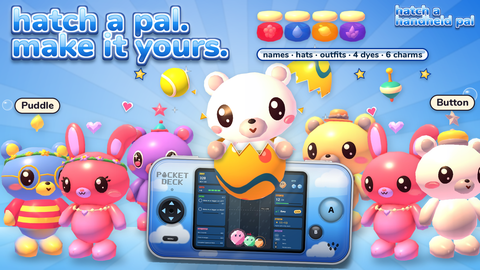 hatch a pal.
make it yours.
hatch a
handheld pal
names · hats · outfits · 4 dyes · 6 charms
Puddle
Button
POCKET
DECK
A
B